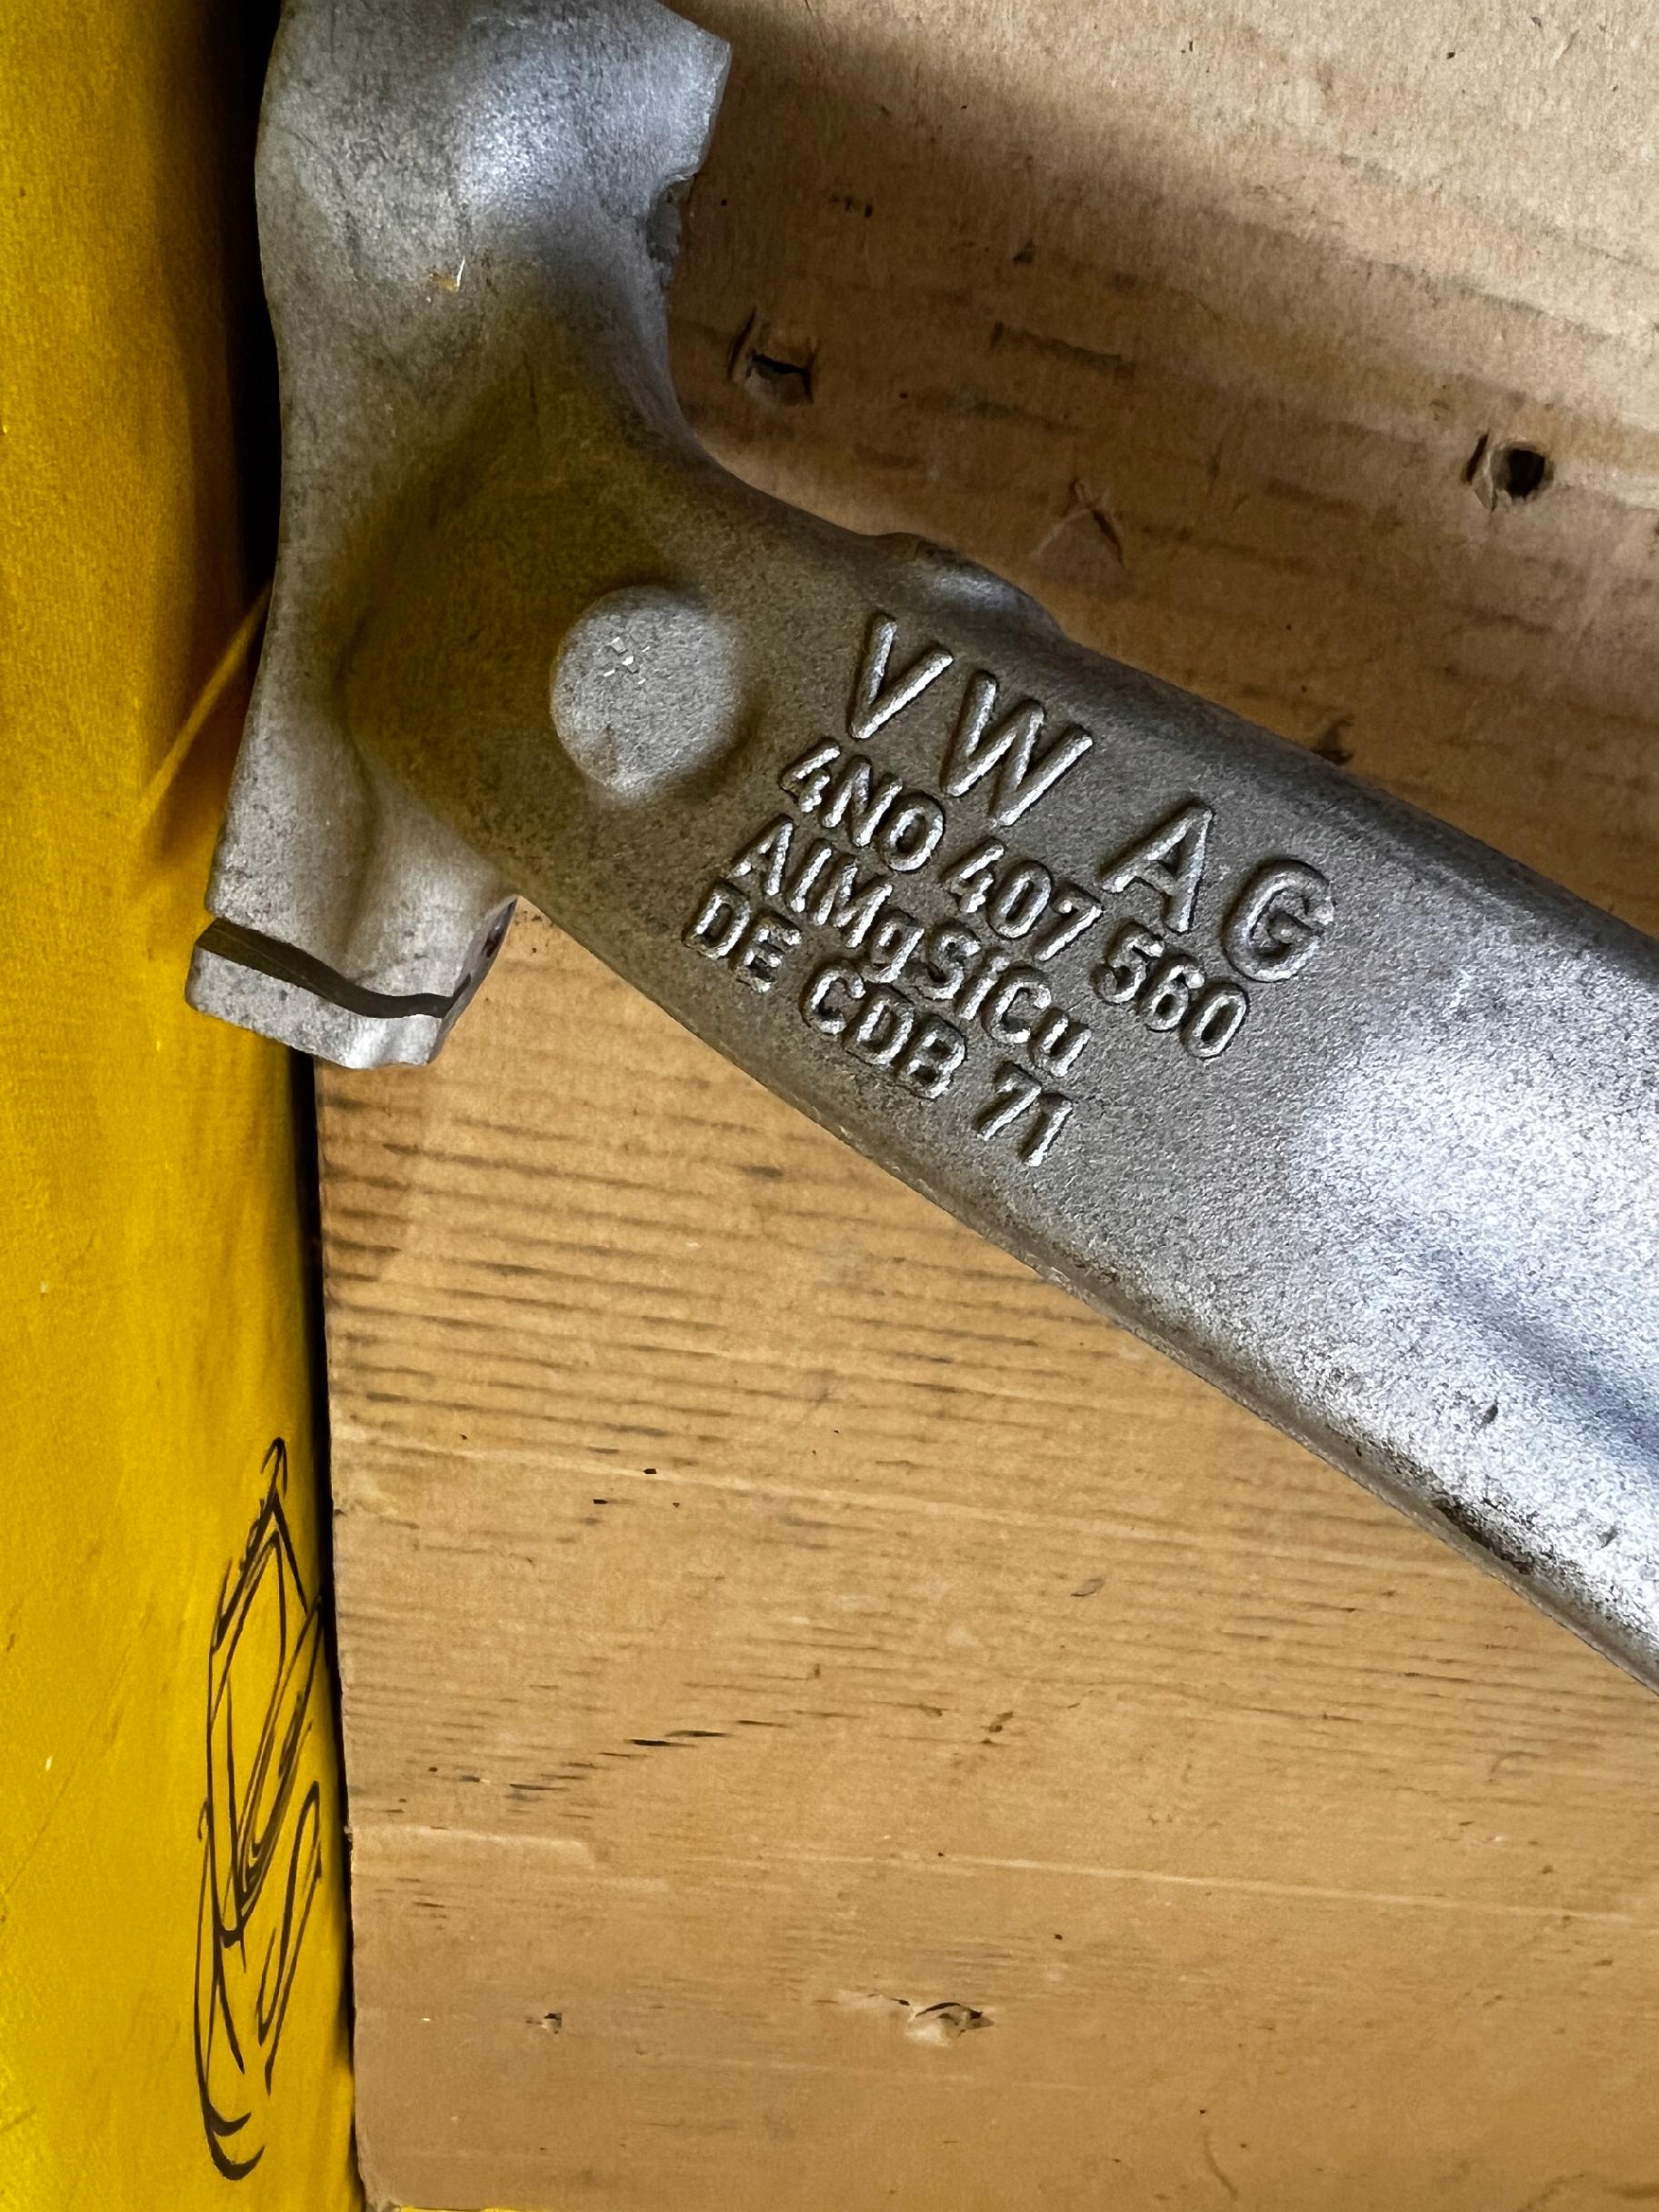 VW AG
4N0 407 560
AlMgSiCu
DE CDB 71